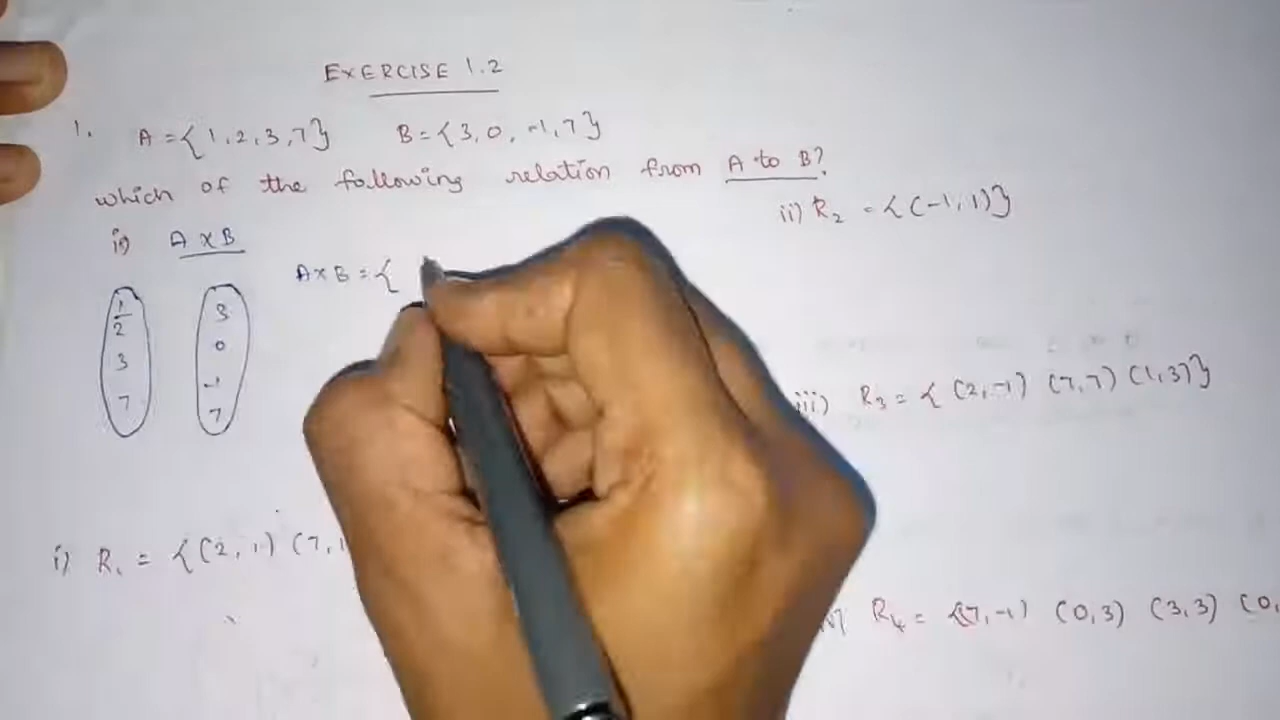 EXERCISE 1.2
1. A = {1, 2, 3, 7} B = {3, 0, -1, 7}
which of the following relation from A to B?
ii) R₂ = {(-1, 1)}
i) A x B
A x B = {
1 3
2 0
3 -1
7 7
iii) R₃ = { (2, -1) (7, 7) (1, 3)}
i) R₁ = {(2, 1) (7, 1
R₄ = {(7, -1) (0, 3) (3, 3) (0,